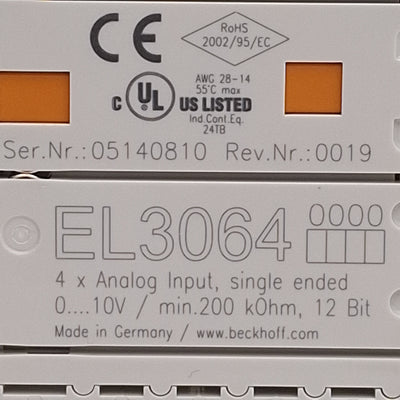 CE
RoHS
2002/95/EC
AWG 28-14
55°C max
c UL US LISTED
Ind.Cont.Eq.
24TB
Ser.Nr.:05140810 Rev.Nr.:0019
EL3064 0000
4 x Analog Input, single ended
0....10V / min.200 kOhm, 12 Bit
Made in Germany / www.beckhoff.com